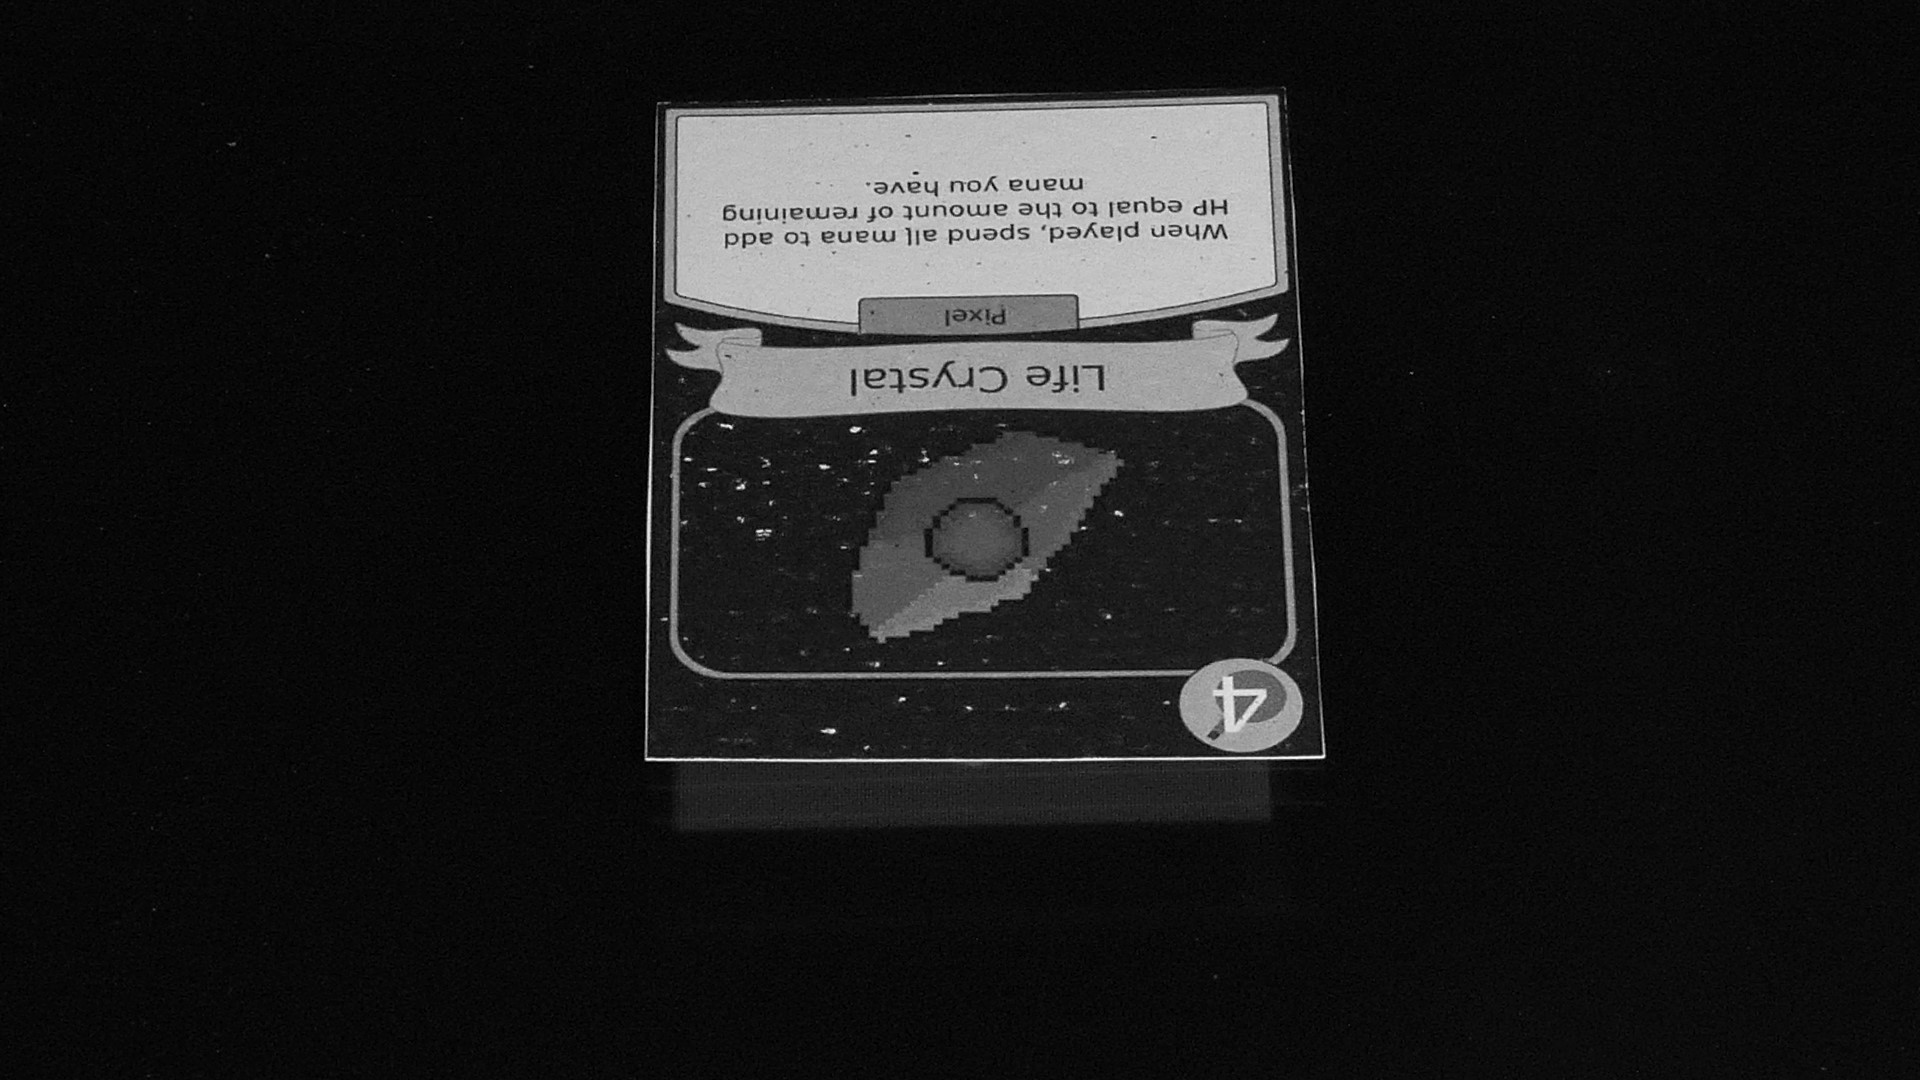 4
Life Crystal
Pixel
When played, spend all mana to add
HP equal to the amount of remaining
mana you have.